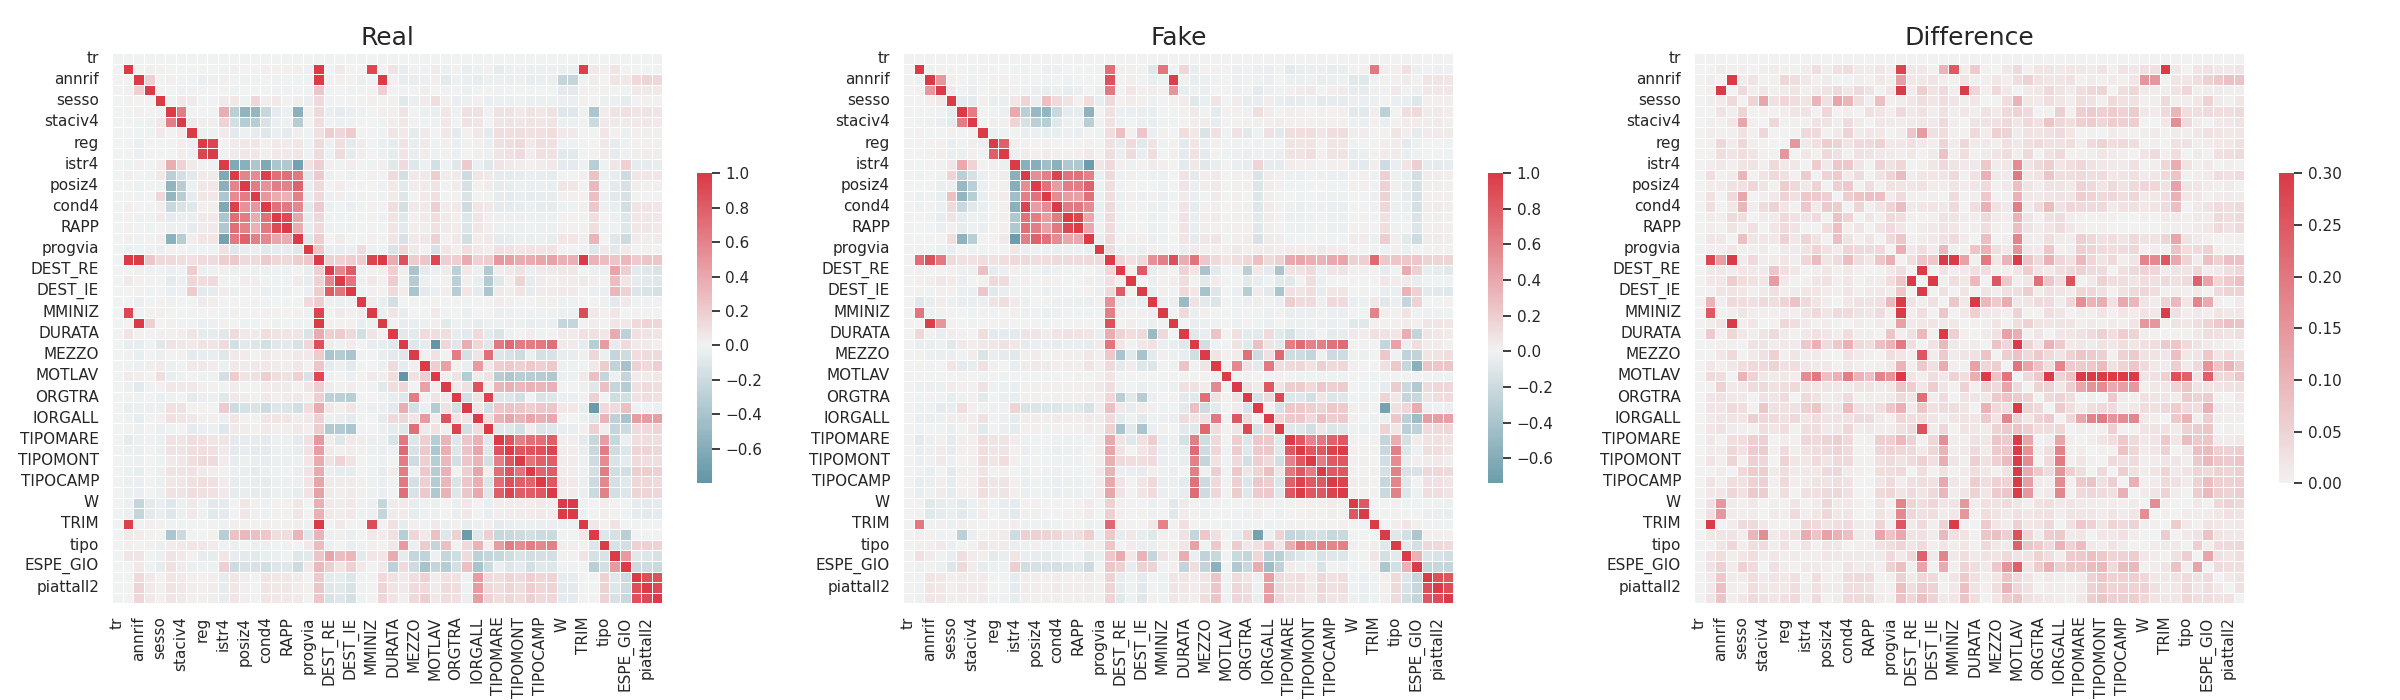 Real
tr
annrif
sesso
staciv4
reg
istr4
posiz4
cond4
RAPP
progvia
DEST_RE
DEST_IE
MMINIZ
DURATA
MEZZO
MOTLAV
ORGTRA
IORGALL
TIPOMARE
TIPOMONT
TIPOCAMP
W
TRIM
tipo
ESPE_GIO
piattall2
tr
annrif
sesso
staciv4
reg
istr4
posiz4
cond4
RAPP
progvia
DEST_RE
DEST_IE
MMINIZ
DURATA
MEZZO
MOTLAV
ORGTRA
IORGALL
TIPOMARE
TIPOMONT
TIPOCAMP
W
TRIM
tipo
ESPE_GIO
piattall2
1.0
0.8
0.6
0.4
0.2
0.0
−0.2
−0.4
−0.6
Fake
tr
annrif
sesso
staciv4
reg
istr4
posiz4
cond4
RAPP
progvia
DEST_RE
DEST_IE
MMINIZ
DURATA
MEZZO
MOTLAV
ORGTRA
IORGALL
TIPOMARE
TIPOMONT
TIPOCAMP
W
TRIM
tipo
ESPE_GIO
piattall2
tr
annrif
sesso
staciv4
reg
istr4
posiz4
cond4
RAPP
progvia
DEST_RE
DEST_IE
MMINIZ
DURATA
MEZZO
MOTLAV
ORGTRA
IORGALL
TIPOMARE
TIPOMONT
TIPOCAMP
W
TRIM
tipo
ESPE_GIO
piattall2
1.0
0.8
0.6
0.4
0.2
0.0
−0.2
−0.4
−0.6
Difference
tr
annrif
sesso
staciv4
reg
istr4
posiz4
cond4
RAPP
progvia
DEST_RE
DEST_IE
MMINIZ
DURATA
MEZZO
MOTLAV
ORGTRA
IORGALL
TIPOMARE
TIPOMONT
TIPOCAMP
W
TRIM
tipo
ESPE_GIO
piattall2
tr
annrif
sesso
staciv4
reg
istr4
posiz4
cond4
RAPP
progvia
DEST_RE
DEST_IE
MMINIZ
DURATA
MEZZO
MOTLAV
ORGTRA
IORGALL
TIPOMARE
TIPOMONT
TIPOCAMP
W
TRIM
tipo
ESPE_GIO
piattall2
0.30
0.25
0.20
0.15
0.10
0.05
0.00